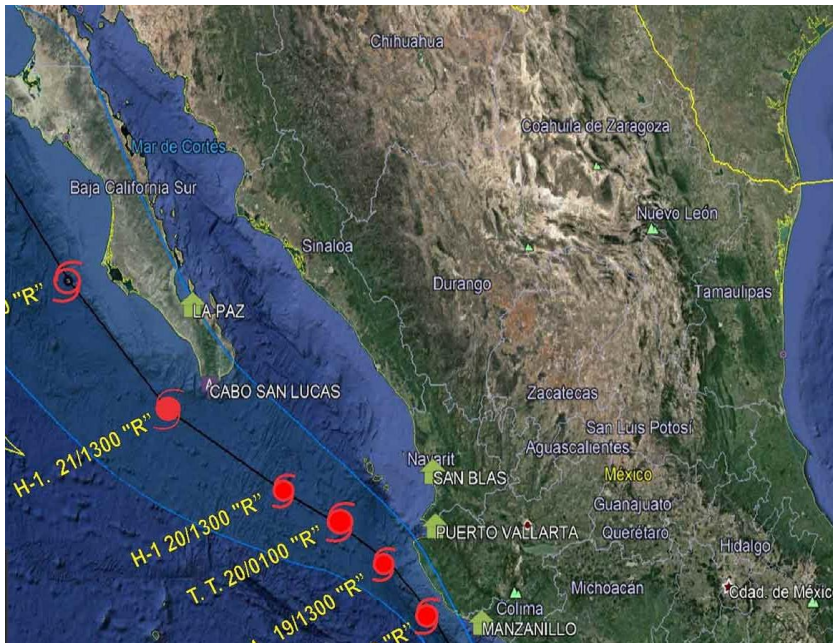 Chihuahua
Coahuila de Zaragoza
Mar de Cortés
Baja California Sur
Nuevo León
Sinaloa
Durango
Tamaulipas
0 "R"
LA PAZ
A
CABO SAN LUCAS
Zacatecas
San Luis Potosí
Aguascalientes
H-1. 21/1300 "R"
Nayarit
SAN BLAS
México
Guanajuato
H-1 20/1300 "R"
PUERTO VALLARTA
Querétaro
Hidalgo
T. T. 20/0100 "R"
Michoacán
Cdad. de México
19/1300 "R"
Colima
"R"
MANZANILLO